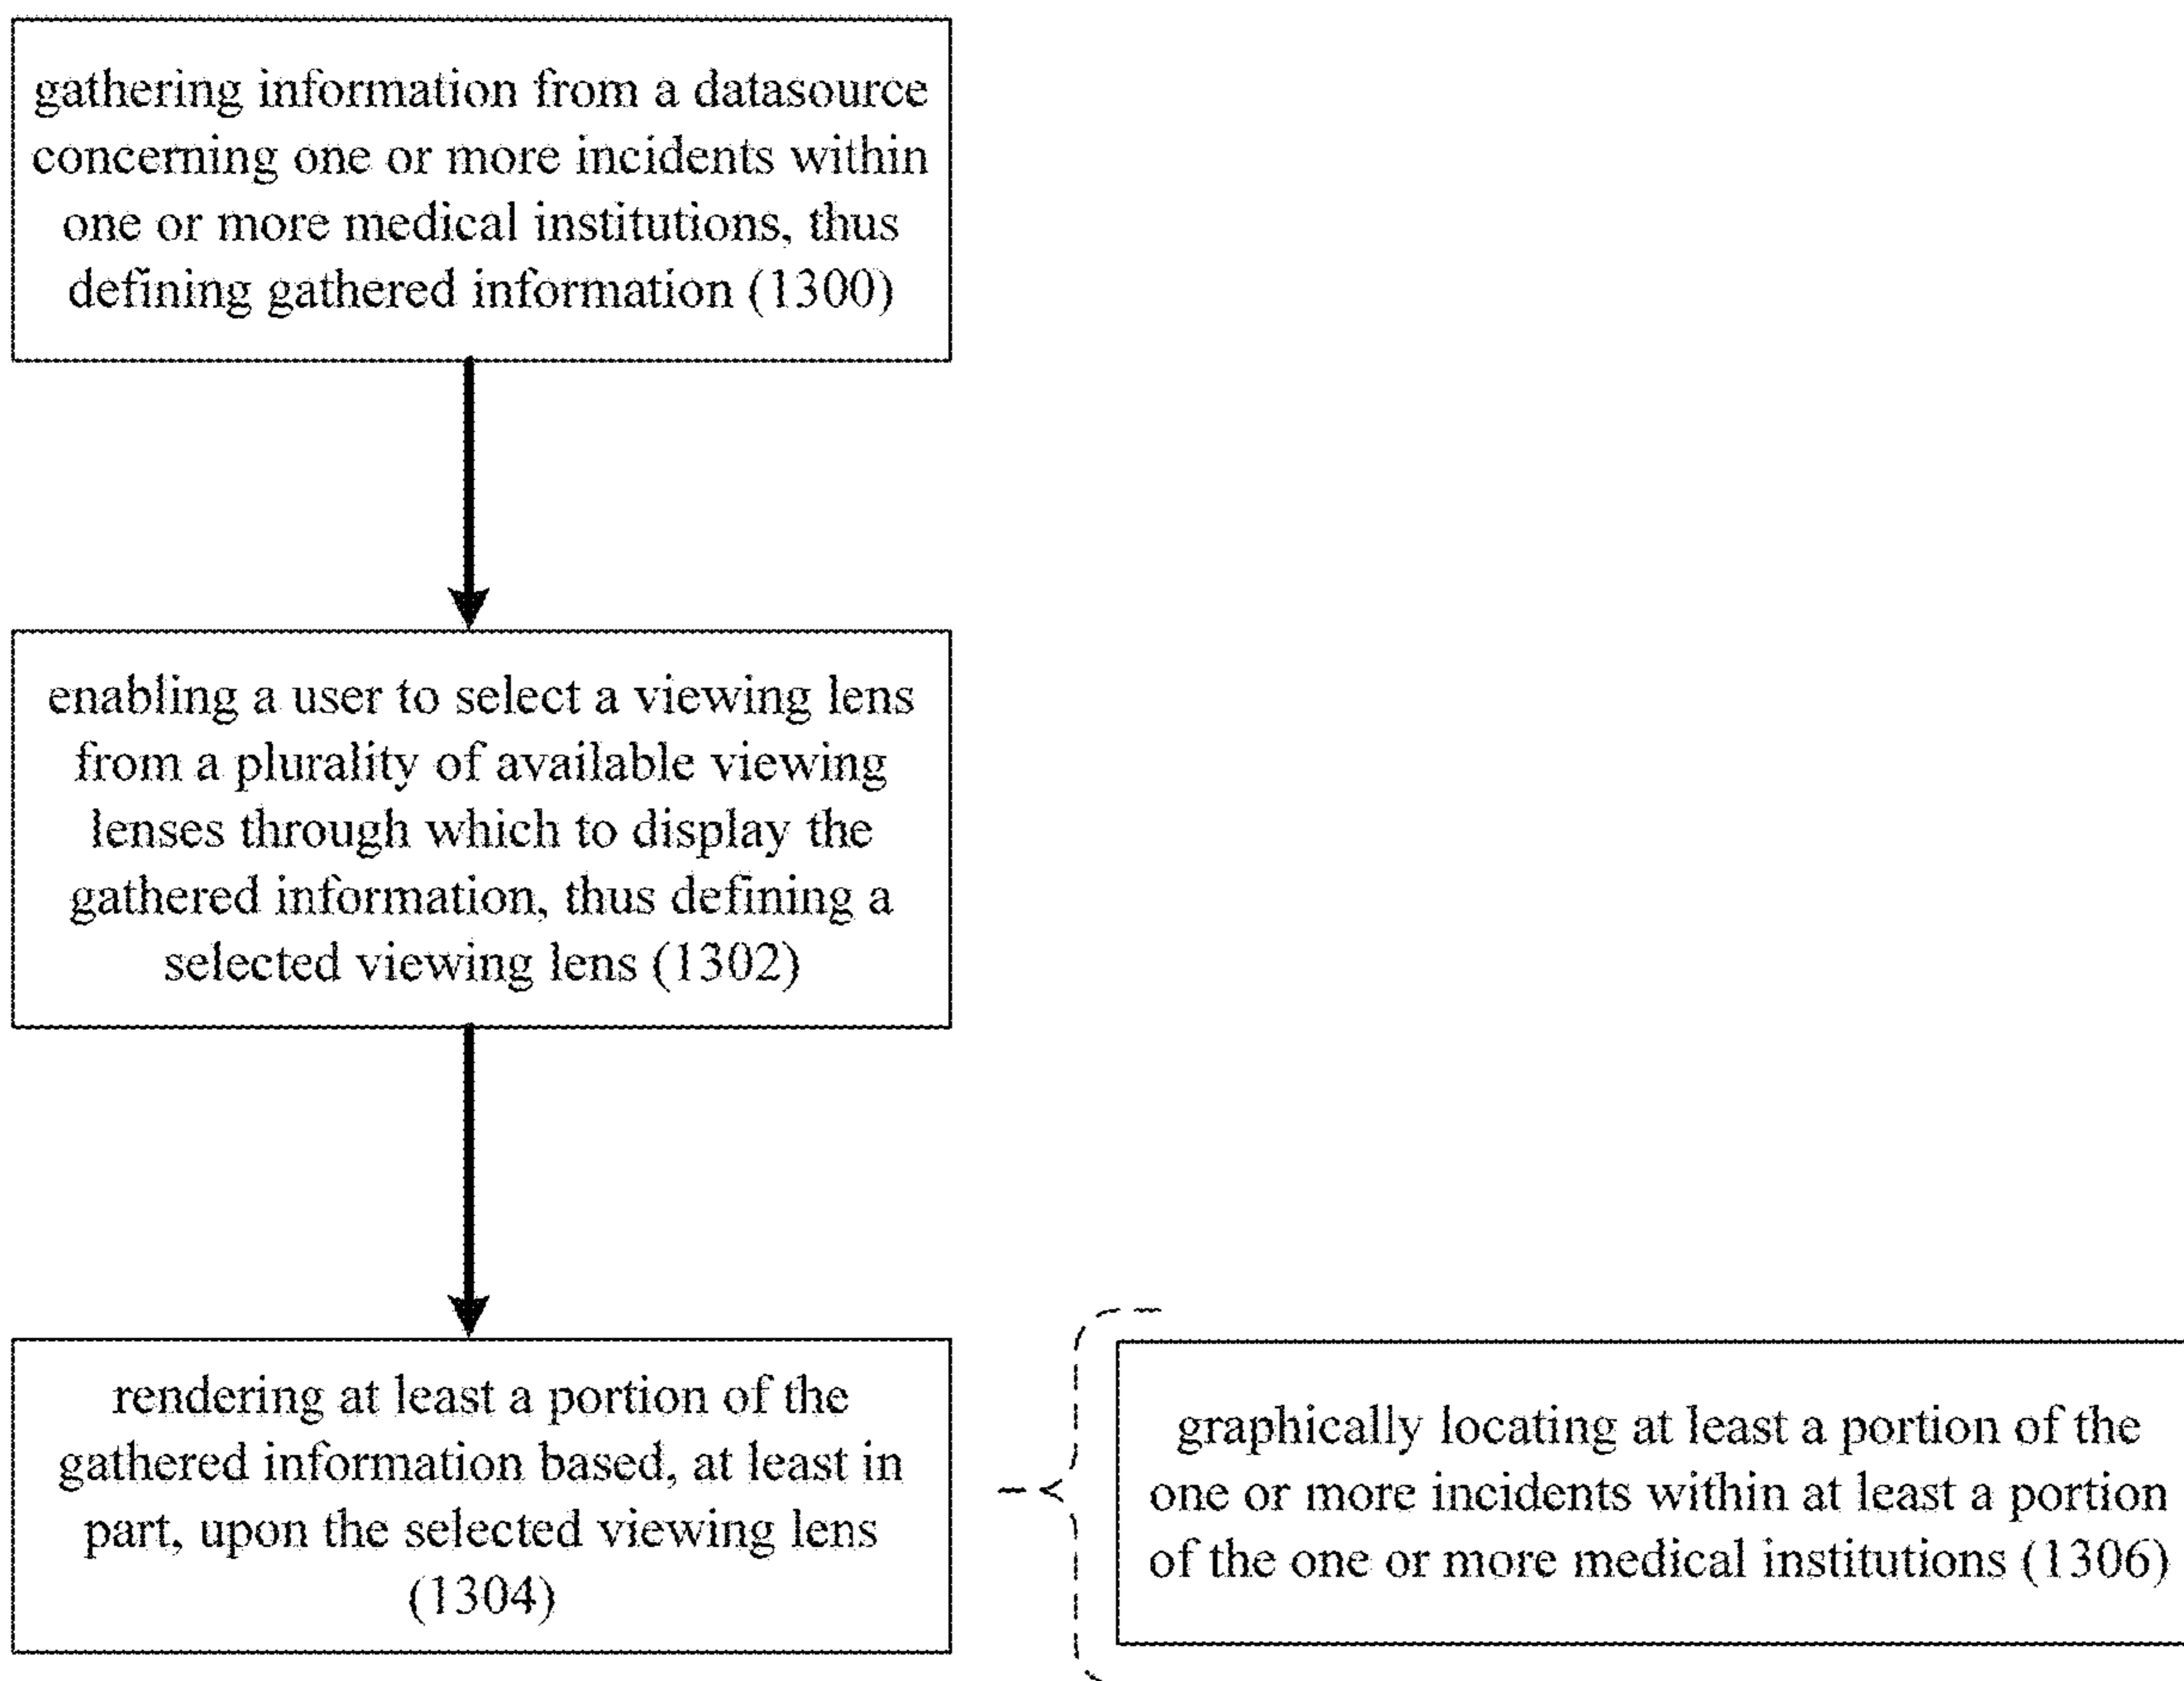 gathering information from a datasource
concerning one or more incidents within
one or more medical institutions, thus
defining gathered information (1300)
enabling a user to select a viewing lens
from a plurality of available viewing
lenses through which to display the
gathered information, thus defining a
selected viewing lens (1302)
rendering at least a portion of the
gathered information based, at least in
part, upon the selected viewing lens
(1304)
graphically locating at least a portion of the
one or more incidents within at least a portion
of the one or more medical institutions (1306)